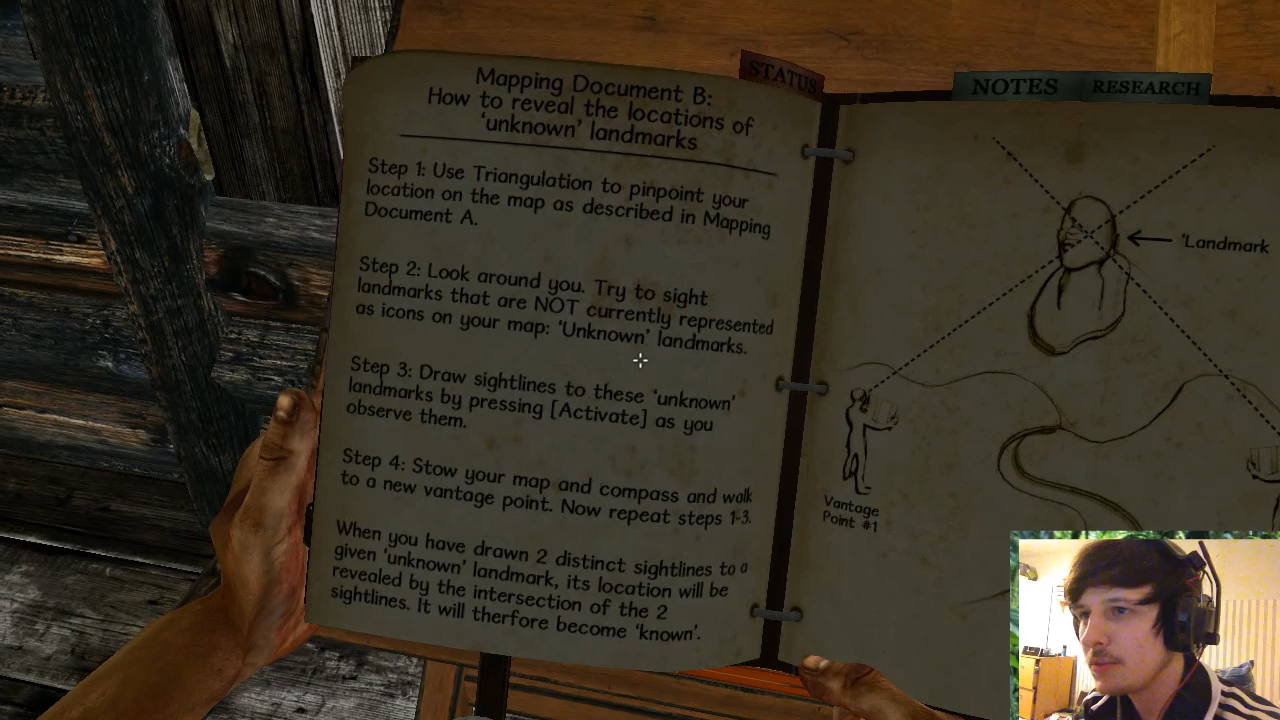 STATUS
NOTES
RESEARCH
Mapping Document B:
How to reveal the locations of
‘unknown’ landmarks
Step 1: Use Triangulation to pinpoint your
location on the map as described in Mapping
Document A.
Step 2: Look around you. Try to sight
landmarks that are NOT currently represented
as icons on your map: ‘Unknown’ landmarks.
Step 3: Draw sightlines to these ‘unknown’
landmarks by pressing [Activate] as you
observe them.
Step 4: Stow your map and compass and walk
to a new vantage point. Now repeat steps 1-3.
When you have drawn 2 distinct sightlines to a
given ‘unknown’ landmark, its location will be
revealed by the intersection of the 2
sightlines. It will therfore become ‘known’.
‘Landmark
Vantage
Point #1